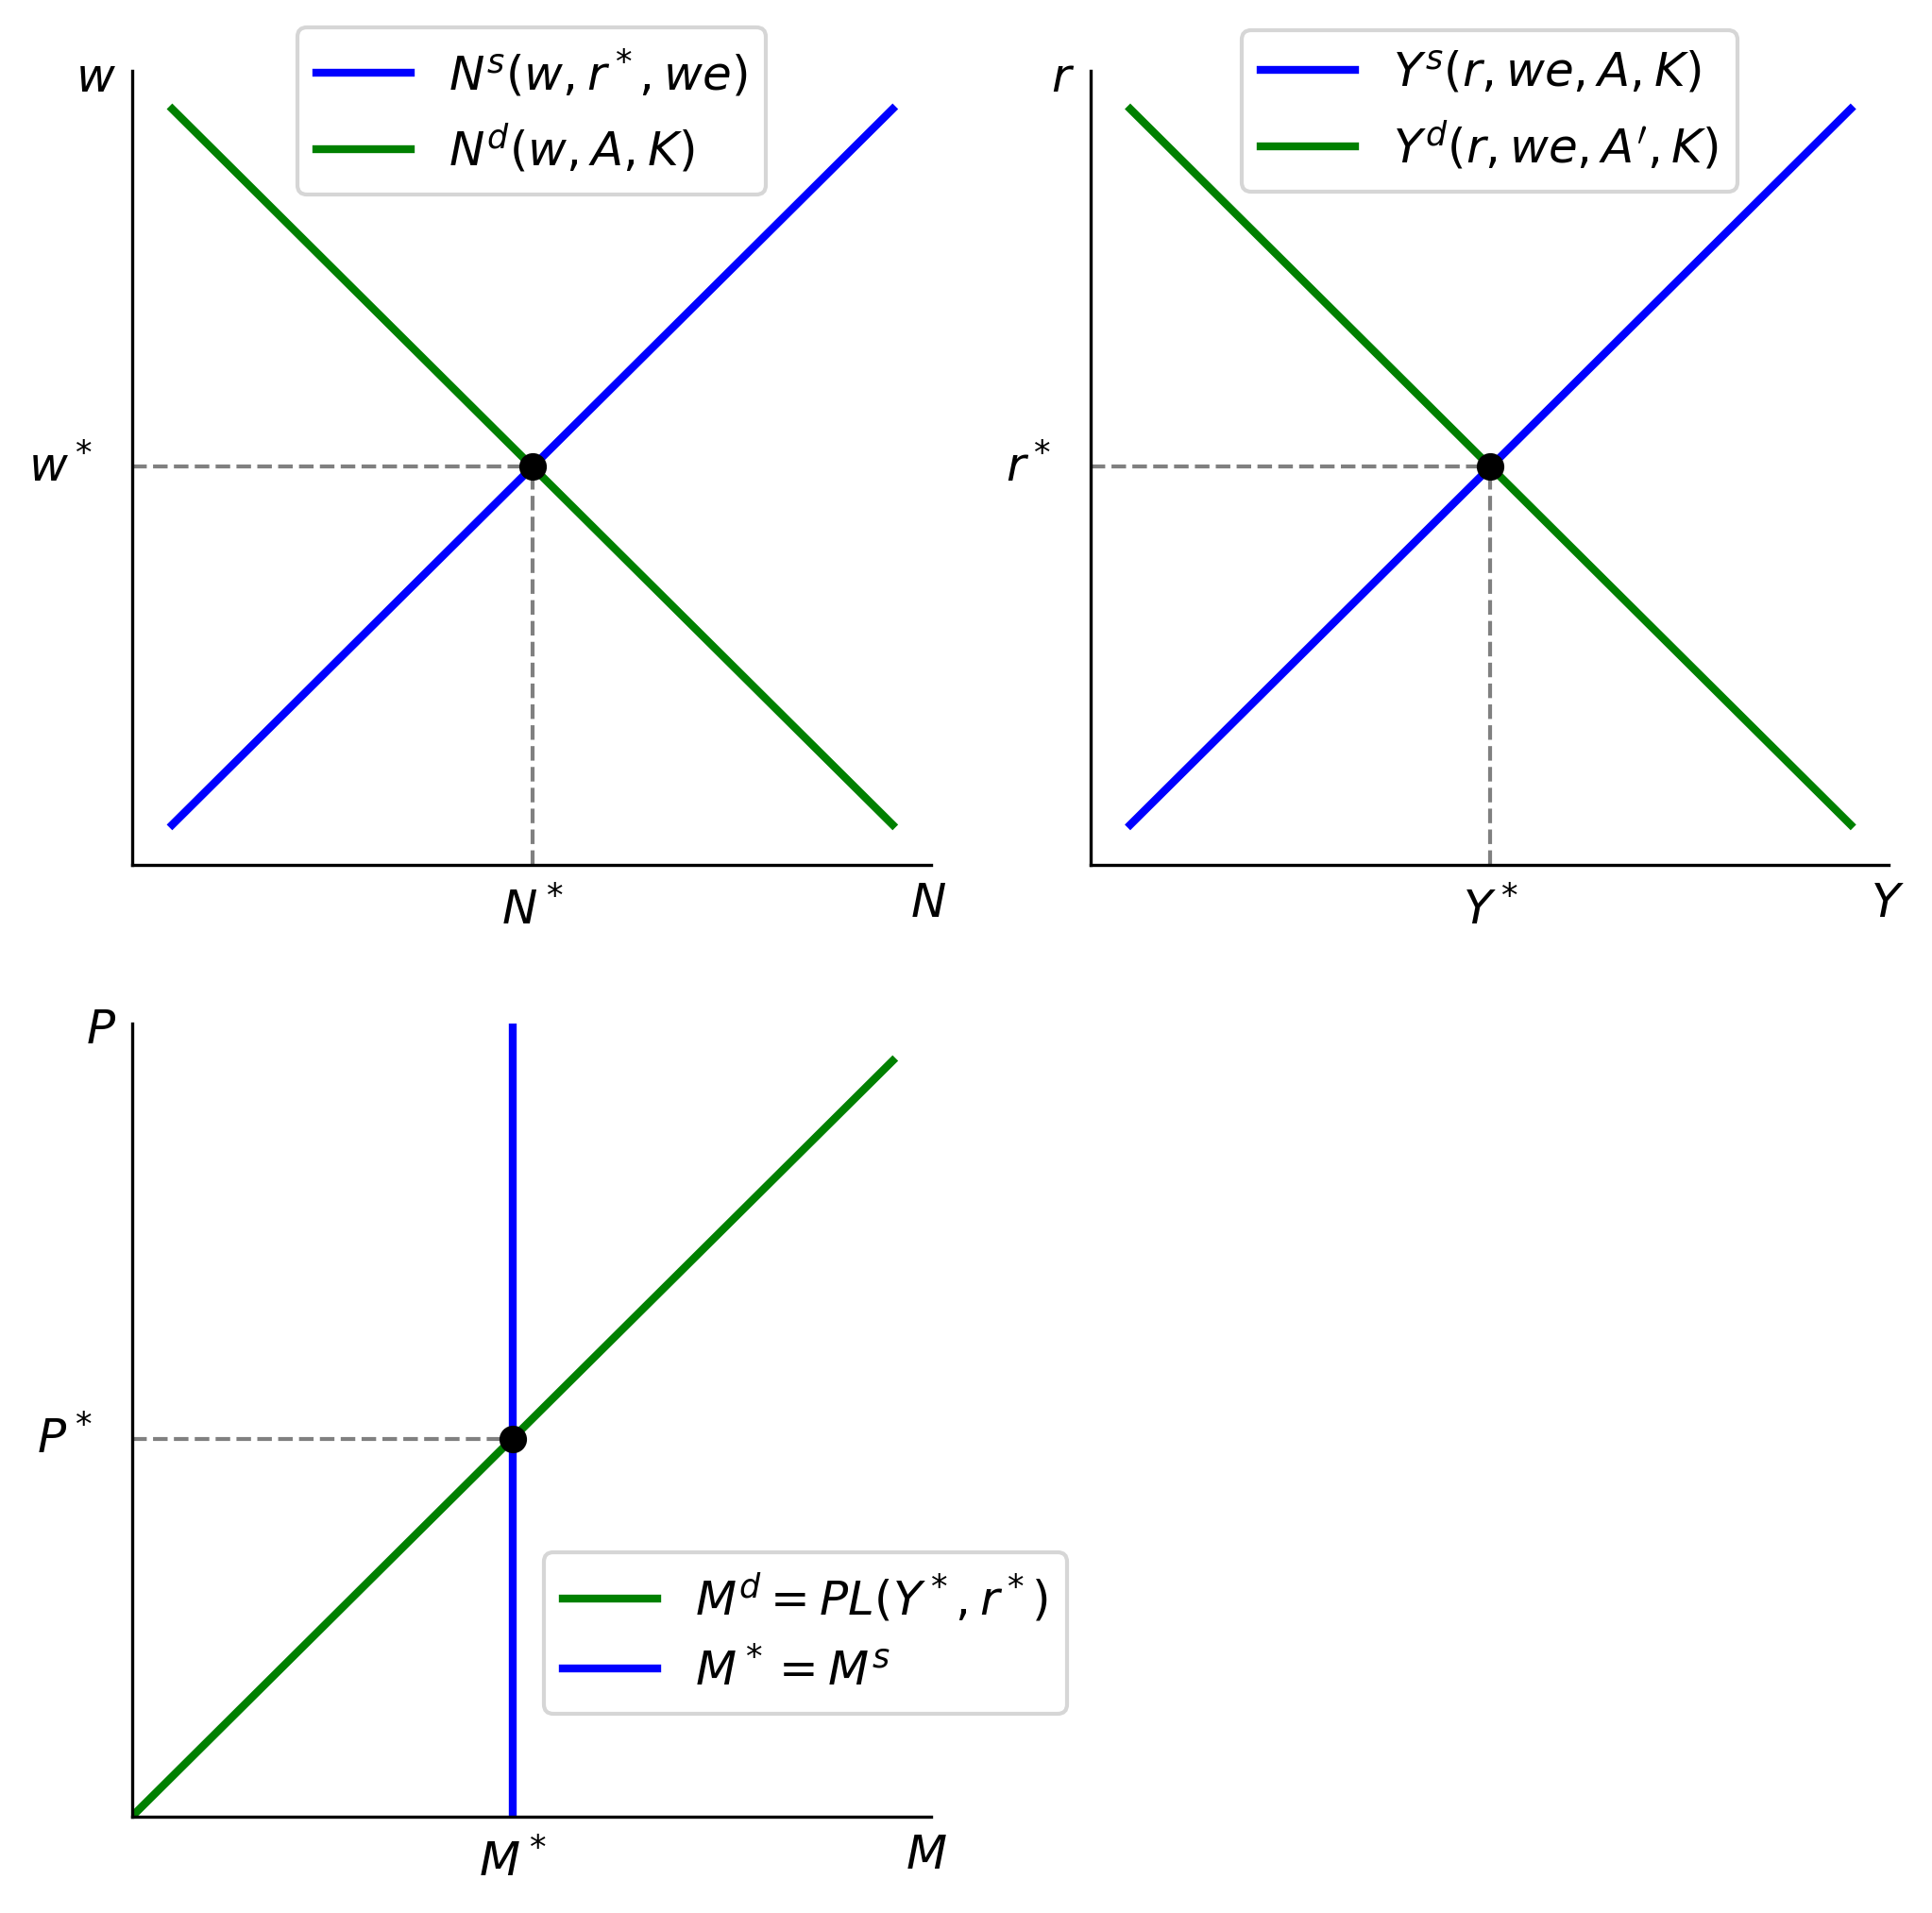 w
N^s(w, r^*, we)
N^d(w, A, K)
w^*
N^*
N
r
Y^s(r, we, A, K)
Y^d(r, we, A′, K)
r^*
Y^*
Y
P
P^*
M^d = PL(Y^*, r^*)
M^* = M^s
M^*
M